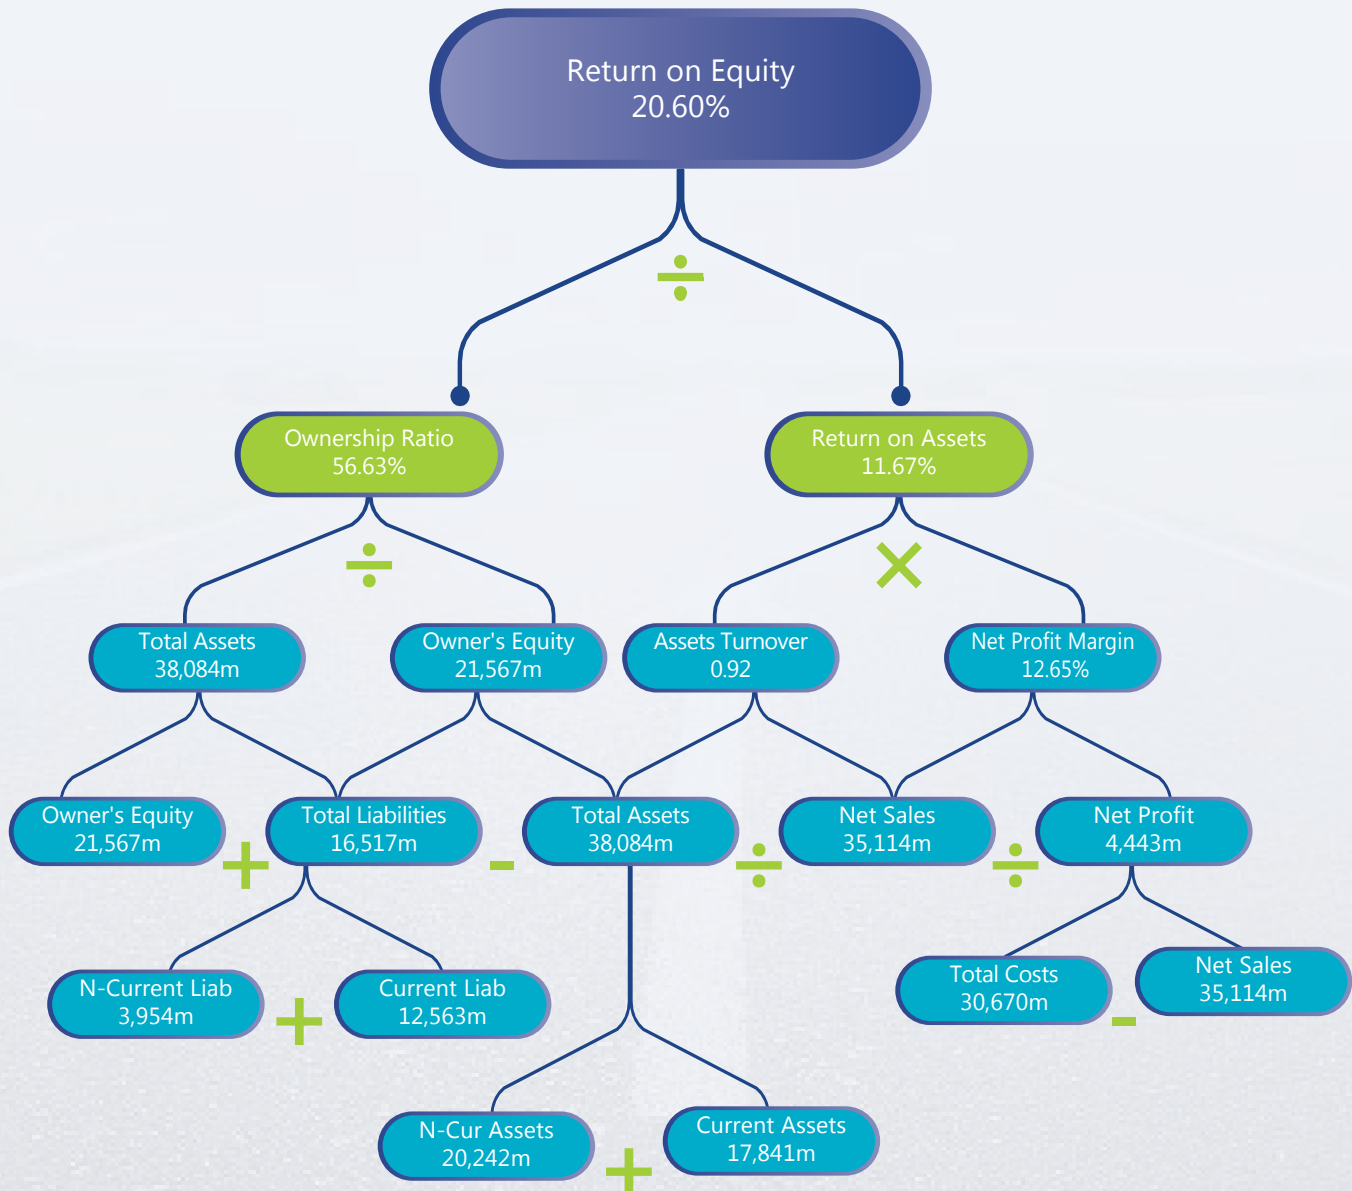 Return on Equity
20.60%
÷
Ownership Ratio
56.63%
Return on Assets
11.67%
÷
×
Total Assets
38,084m
Owner's Equity
21,567m
Assets Turnover
0.92
Net Profit Margin
12.65%
Owner's Equity
21,567m
+
Total Liabilities
16,517m
-
Total Assets
38,084m
÷
Net Sales
35,114m
÷
Net Profit
4,443m
N-Current Liab
3,954m
+
Current Liab
12,563m
Total Costs
30,670m
-
Net Sales
35,114m
N-Cur Assets
20,242m
+
Current Assets
17,841m